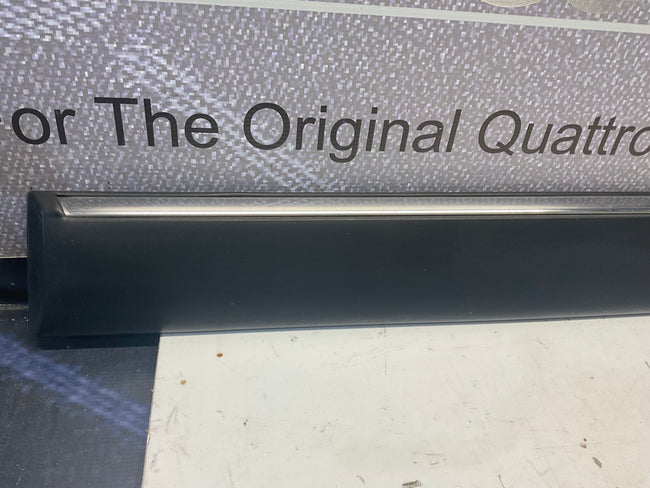 or The Original Quattro